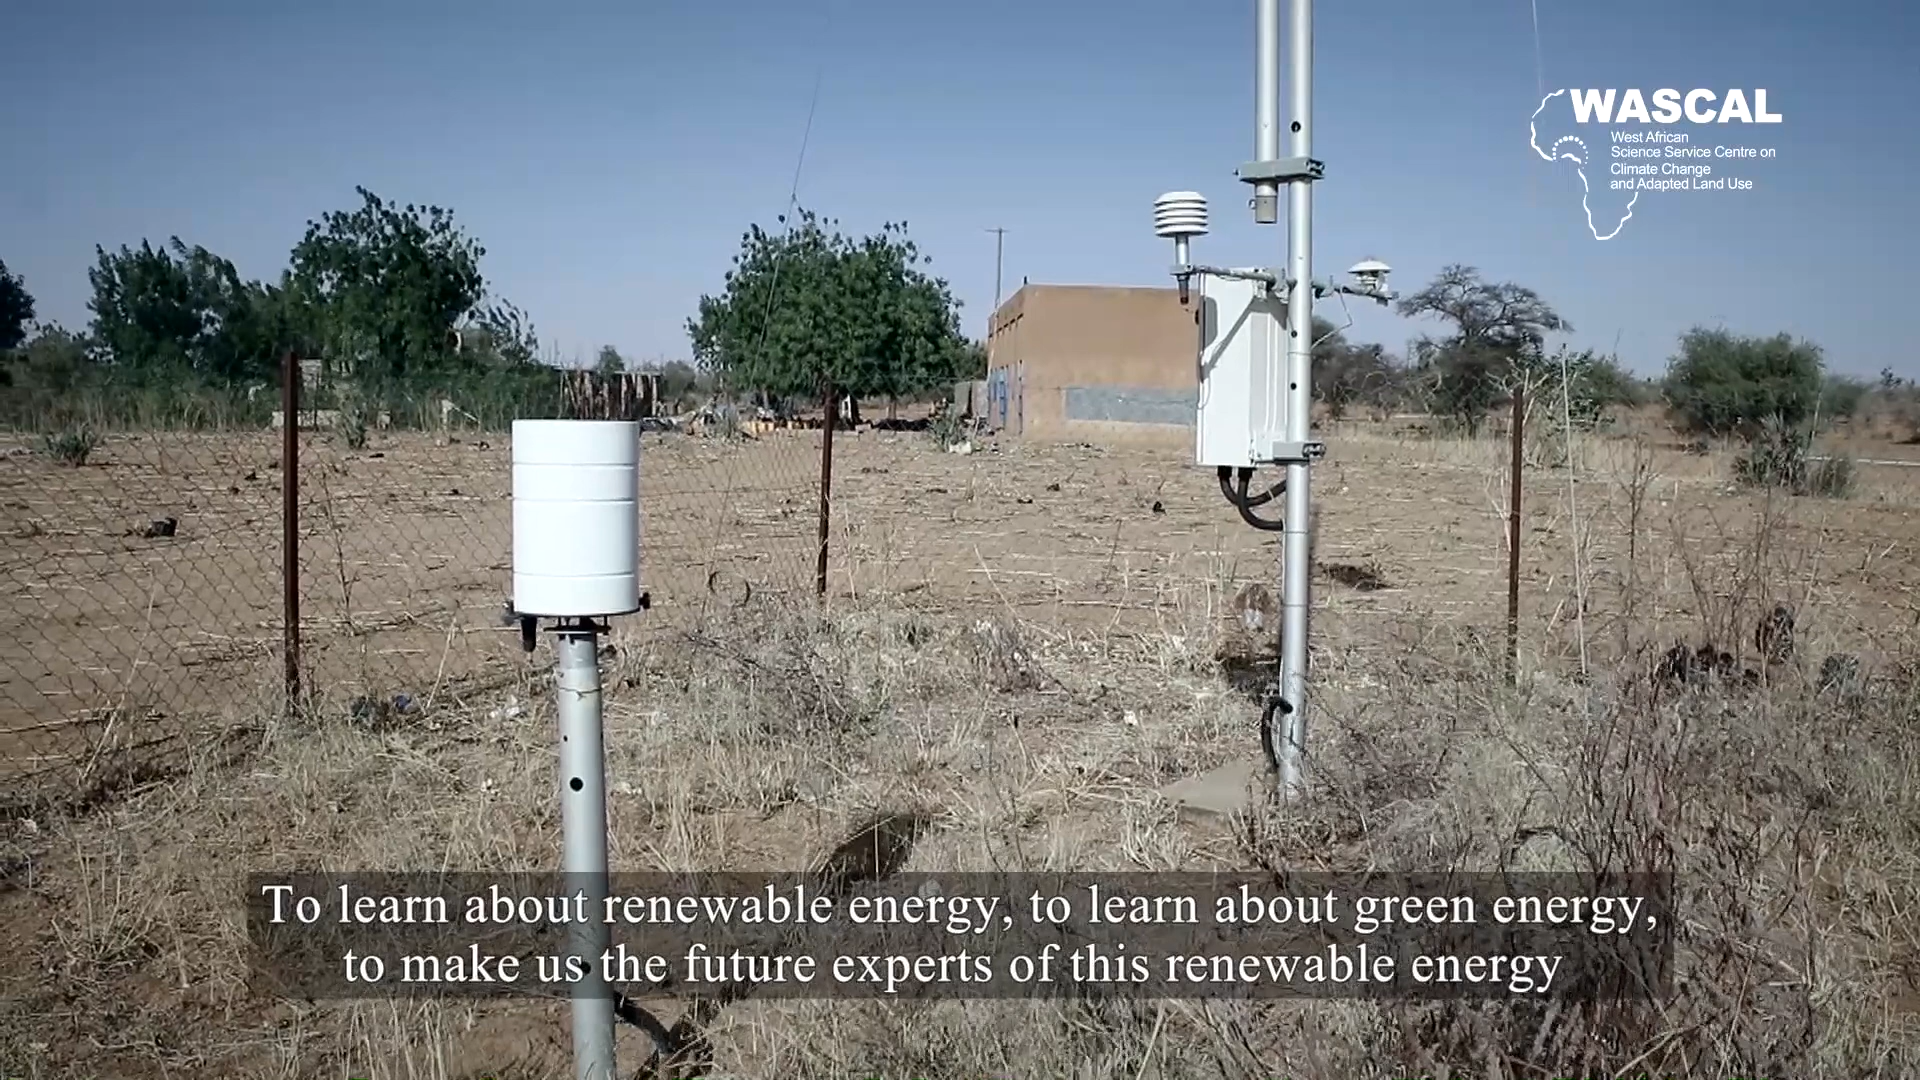 WASCAL
West African
Science Service Centre on
Climate Change
and Adapted Land Use
To learn about renewable energy, to learn about green energy,
to make us the future experts of this renewable energy